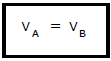 V_A = V_B